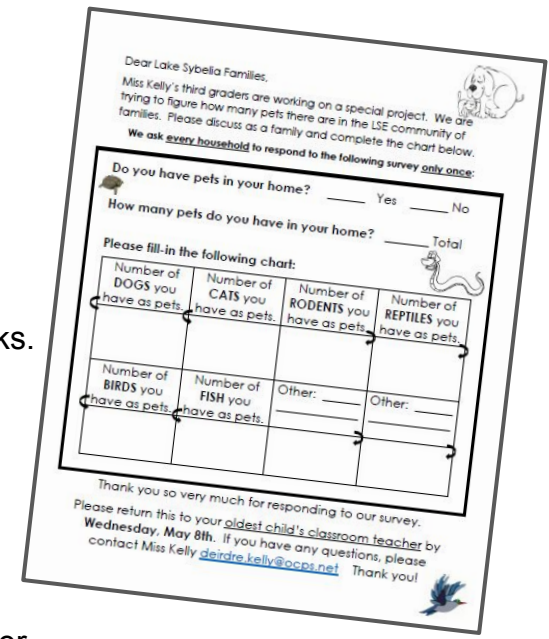 Dear Lake Sybelia Families,
Miss Kelly's third graders are working on a special project. We are
trying to figure how many pets there are in the LSE community of
families. Please discuss as a family and complete the chart below.
We ask every household to respond to the following survey only once:
Do you have pets in your home? _____ Yes _____ No
How many pets do you have in your home? _____ Total
Please fill-in the following chart:
Number of
DOGS you
have as pets.
Number of
CATS you
have as pets.
Number of
RODENTS you
have as pets.
Number of
REPTILES you
have as pets.
ks.
Number of
BIRDS you
have as pets.
Number of
FISH you
have as pets.
Other: _____
Other: _____
Thank you so very much for responding to our survey.
Please return this to your oldest child's classroom teacher by
Wednesday, May 8th. If you have any questions, please
contact Miss Kelly deirdre.kelly@ocps.net Thank you!